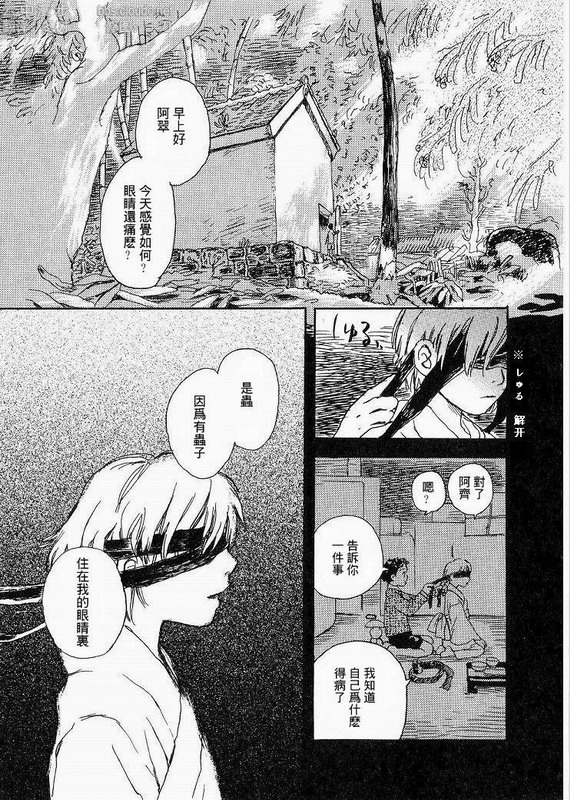 早上好
阿翠
今天感覺如何？
眼睛還痛麽？
しゅる
※ しゅる 解开
對了
阿齊
嗯？
告訴你
一件事
我知道
自己爲什麽
得病了
是蟲
因爲有蟲子
住在我的眼睛裏